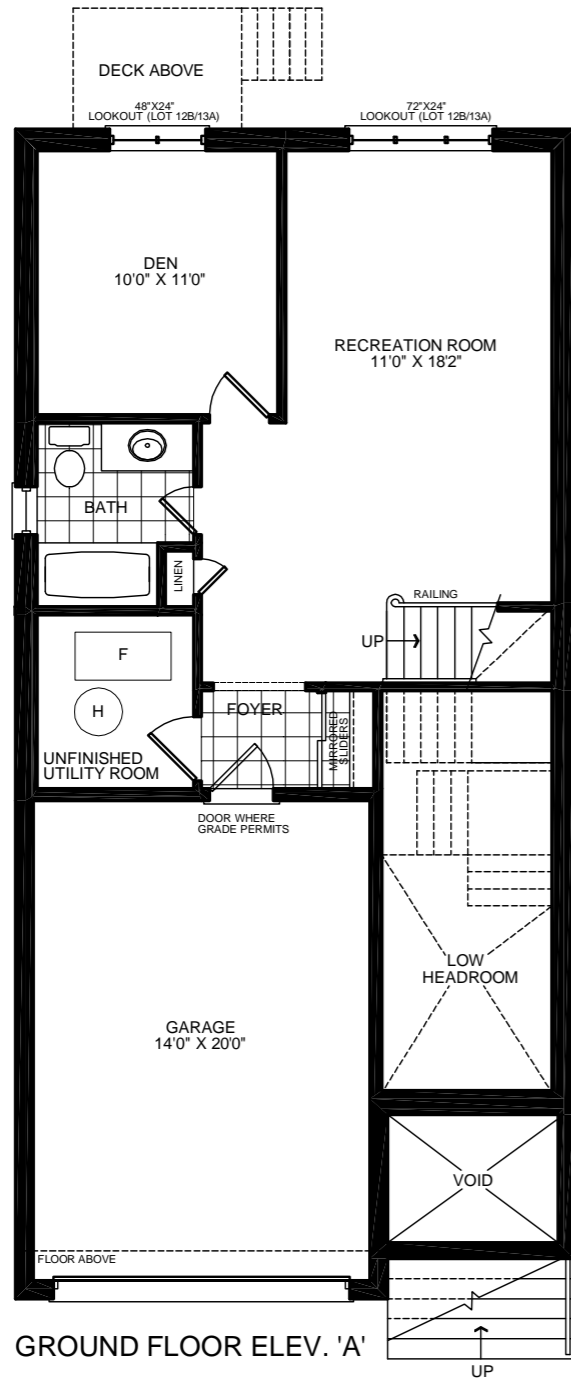 DECK ABOVE
48"X24"
LOOKOUT (LOT 12B/13A)
72"X24"
LOOKOUT (LOT 12B/13A)
DEN
10'0" X 11'0"
RECREATION ROOM
11'0" X 18'2"
BATH
LINEN
RAILING
UP
F
H
FOYER
MIRRORED
SLIDERS
UNFINISHED
UTILITY ROOM
DOOR WHERE
GRADE PERMITS
LOW
HEADROOM
GARAGE
14'0" X 20'0"
VOID
FLOOR ABOVE
GROUND FLOOR ELEV. 'A'
UP